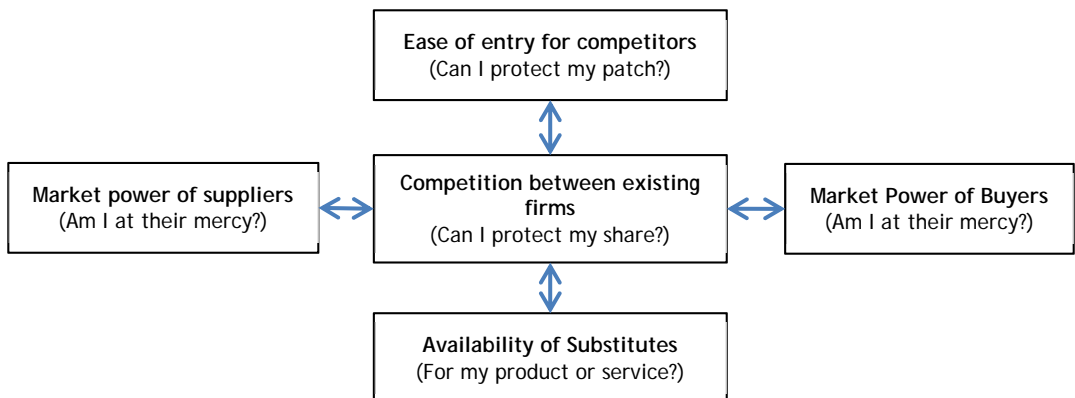 Ease of entry for competitors
(Can I protect my patch?)
Market power of suppliers
(Am I at their mercy?)
Competition between existing
firms
(Can I protect my share?)
Market Power of Buyers
(Am I at their mercy?)
Availability of Substitutes
(For my product or service?)